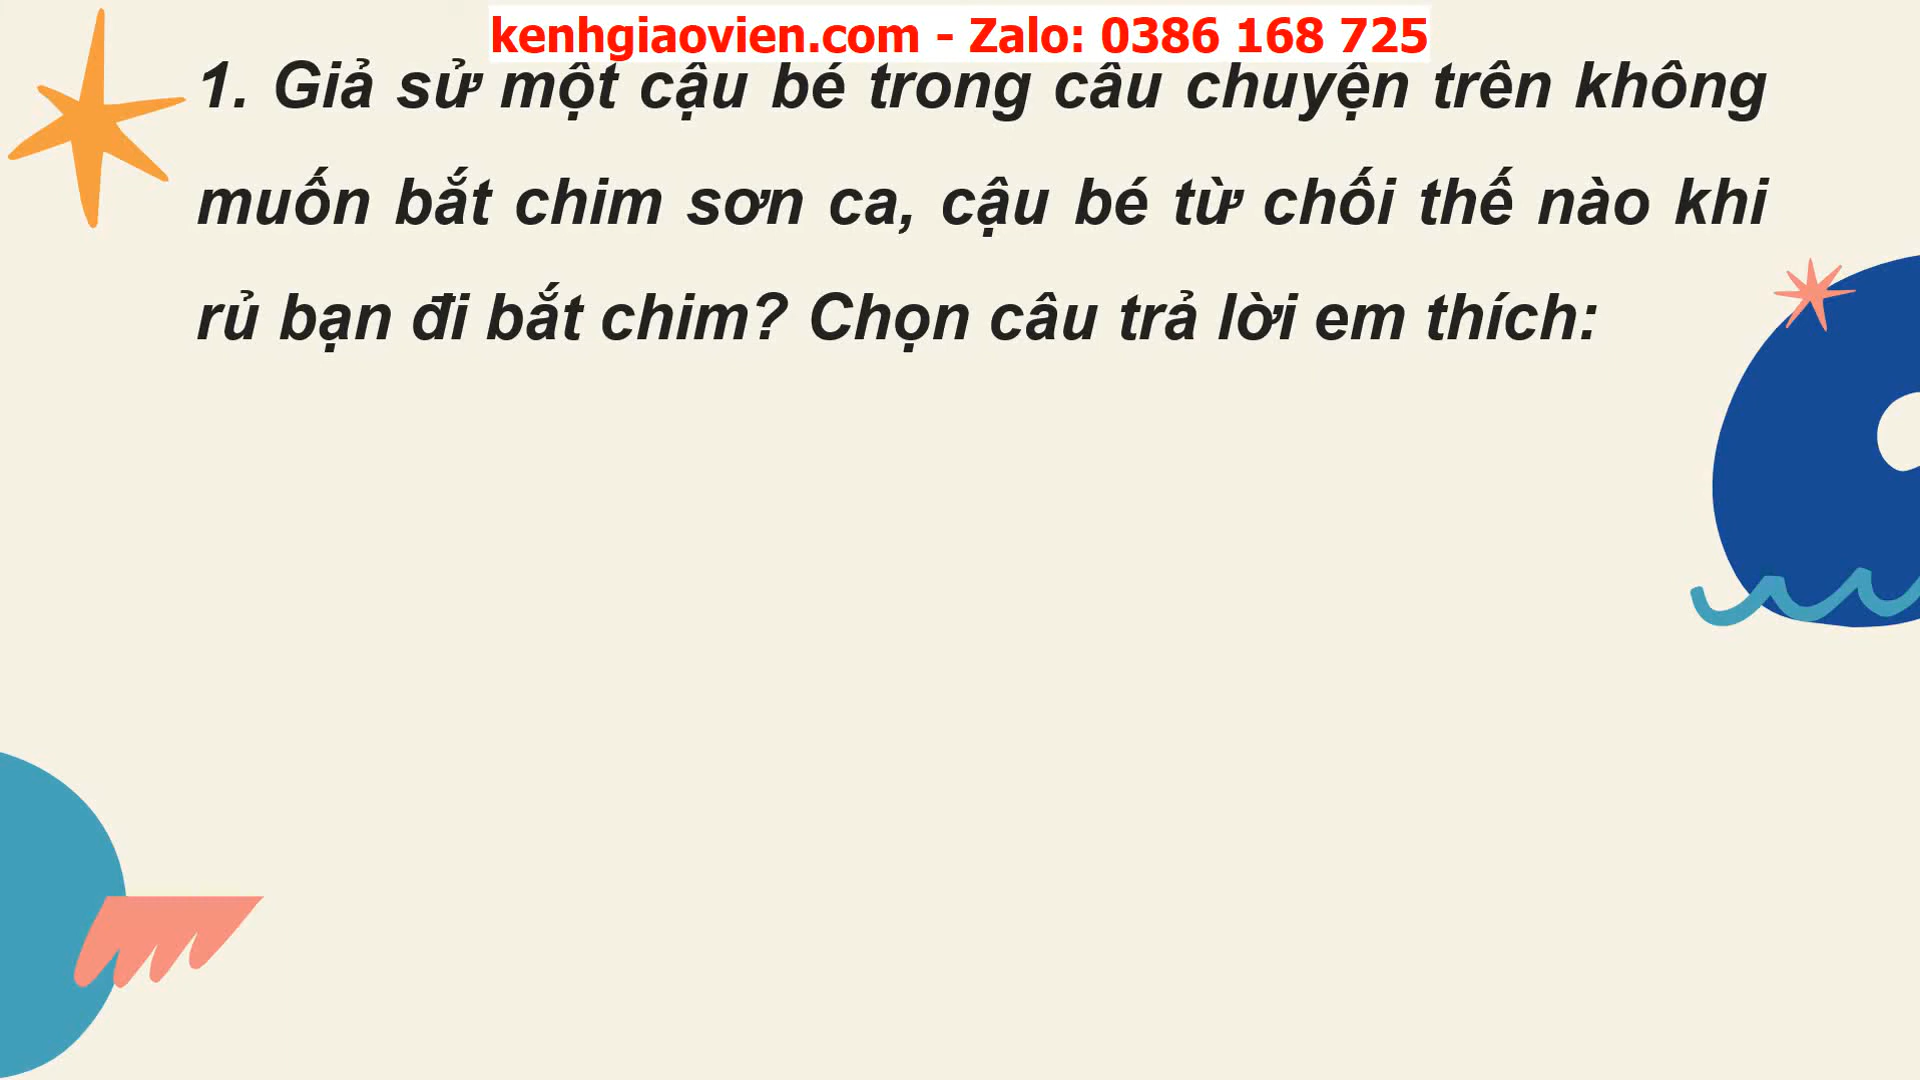 kenhgiaovien.com - Zalo: 0386 168 725
1. Giả sử một cậu bé trong câu chuyện trên không
muốn bắt chim sơn ca, cậu bé từ chối thế nào khi
rủ bạn đi bắt chim? Chọn câu trả lời em thích: